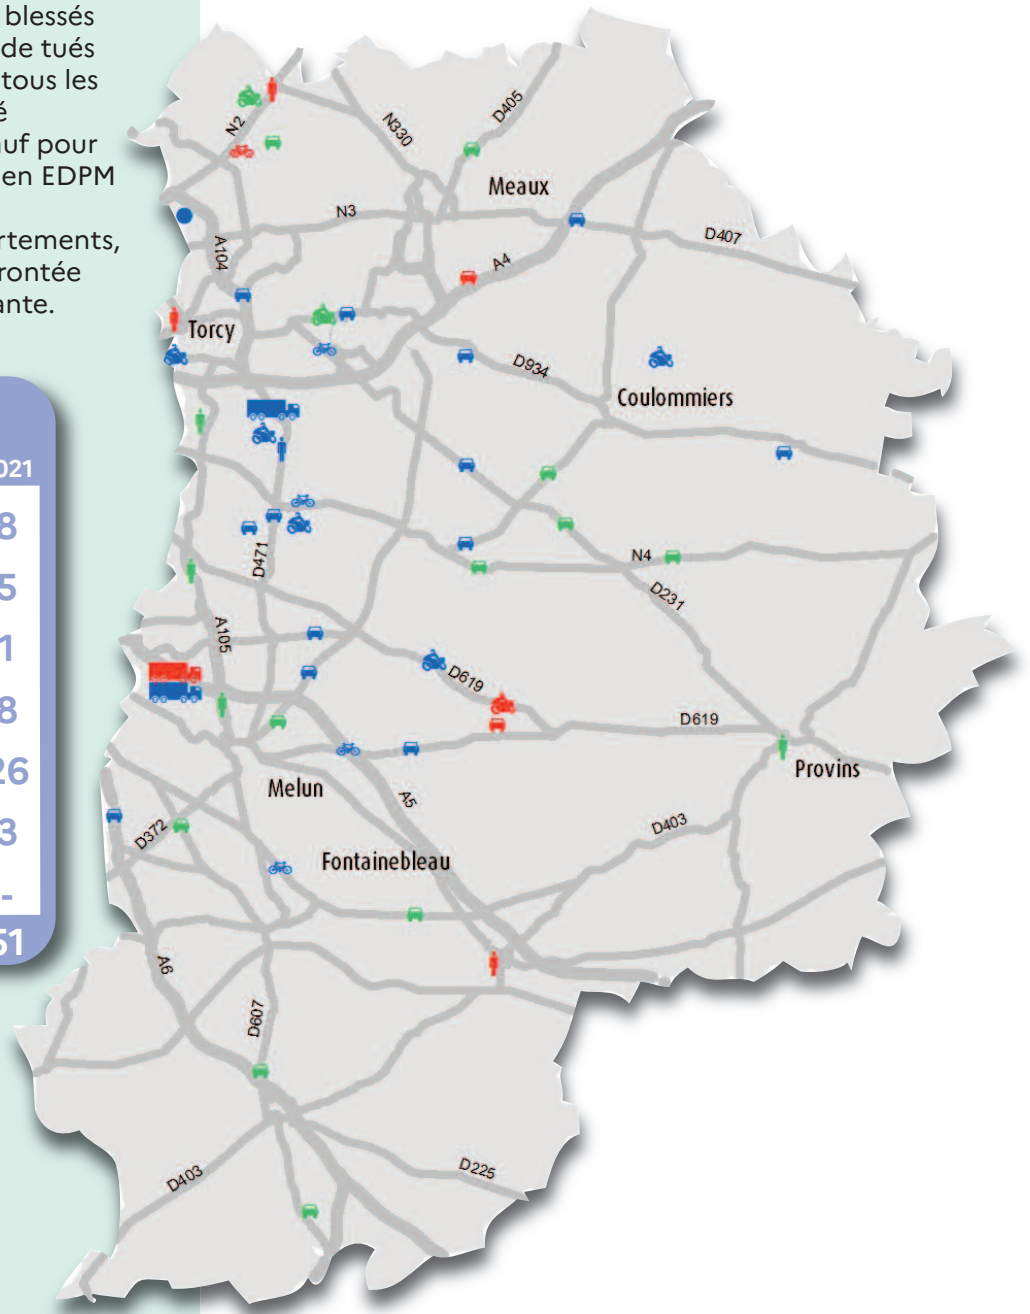 blessés
de tués
tous les
é
uf pour
en EDPM
rtements,
rontée
ante.
021
8
5
1
8
26
3
-
51
N2
N330
D405
Meaux
N3
A104
A4
D407
Torcy
D934
Coulommiers
D471
N4
D231
A105
D619
D619
Provins
Melun
A5
D372
D403
Fontainebleau
A6
D607
D403
D225